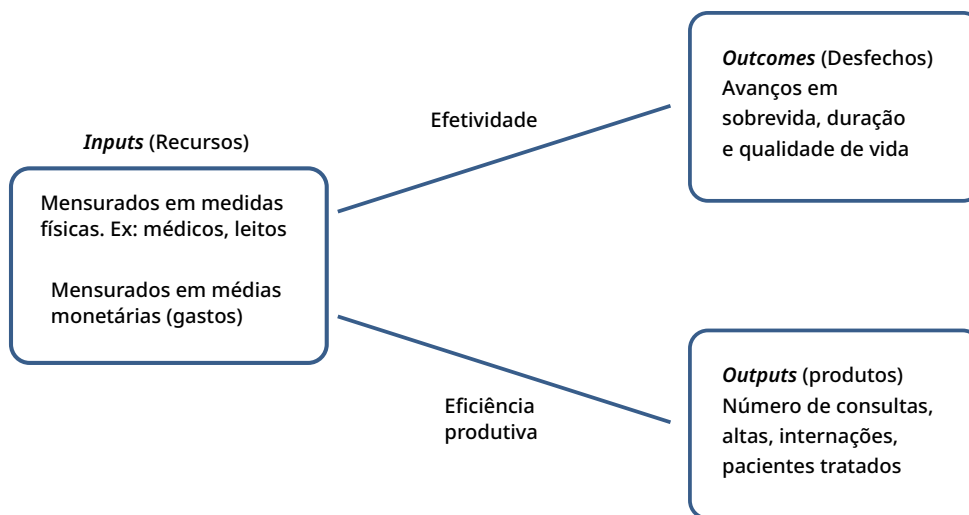 Inputs (Recursos)
Mensurados em medidas
físicas. Ex: médicos, leitos
Mensurados em médias
monetárias (gastos)
Efetividade
Outcomes (Desfechos)
Avanços em
sobrevida, duração
e qualidade de vida
Eficiência
produtiva
Outputs (produtos)
Número de consultas,
altas, internações,
pacientes tratados